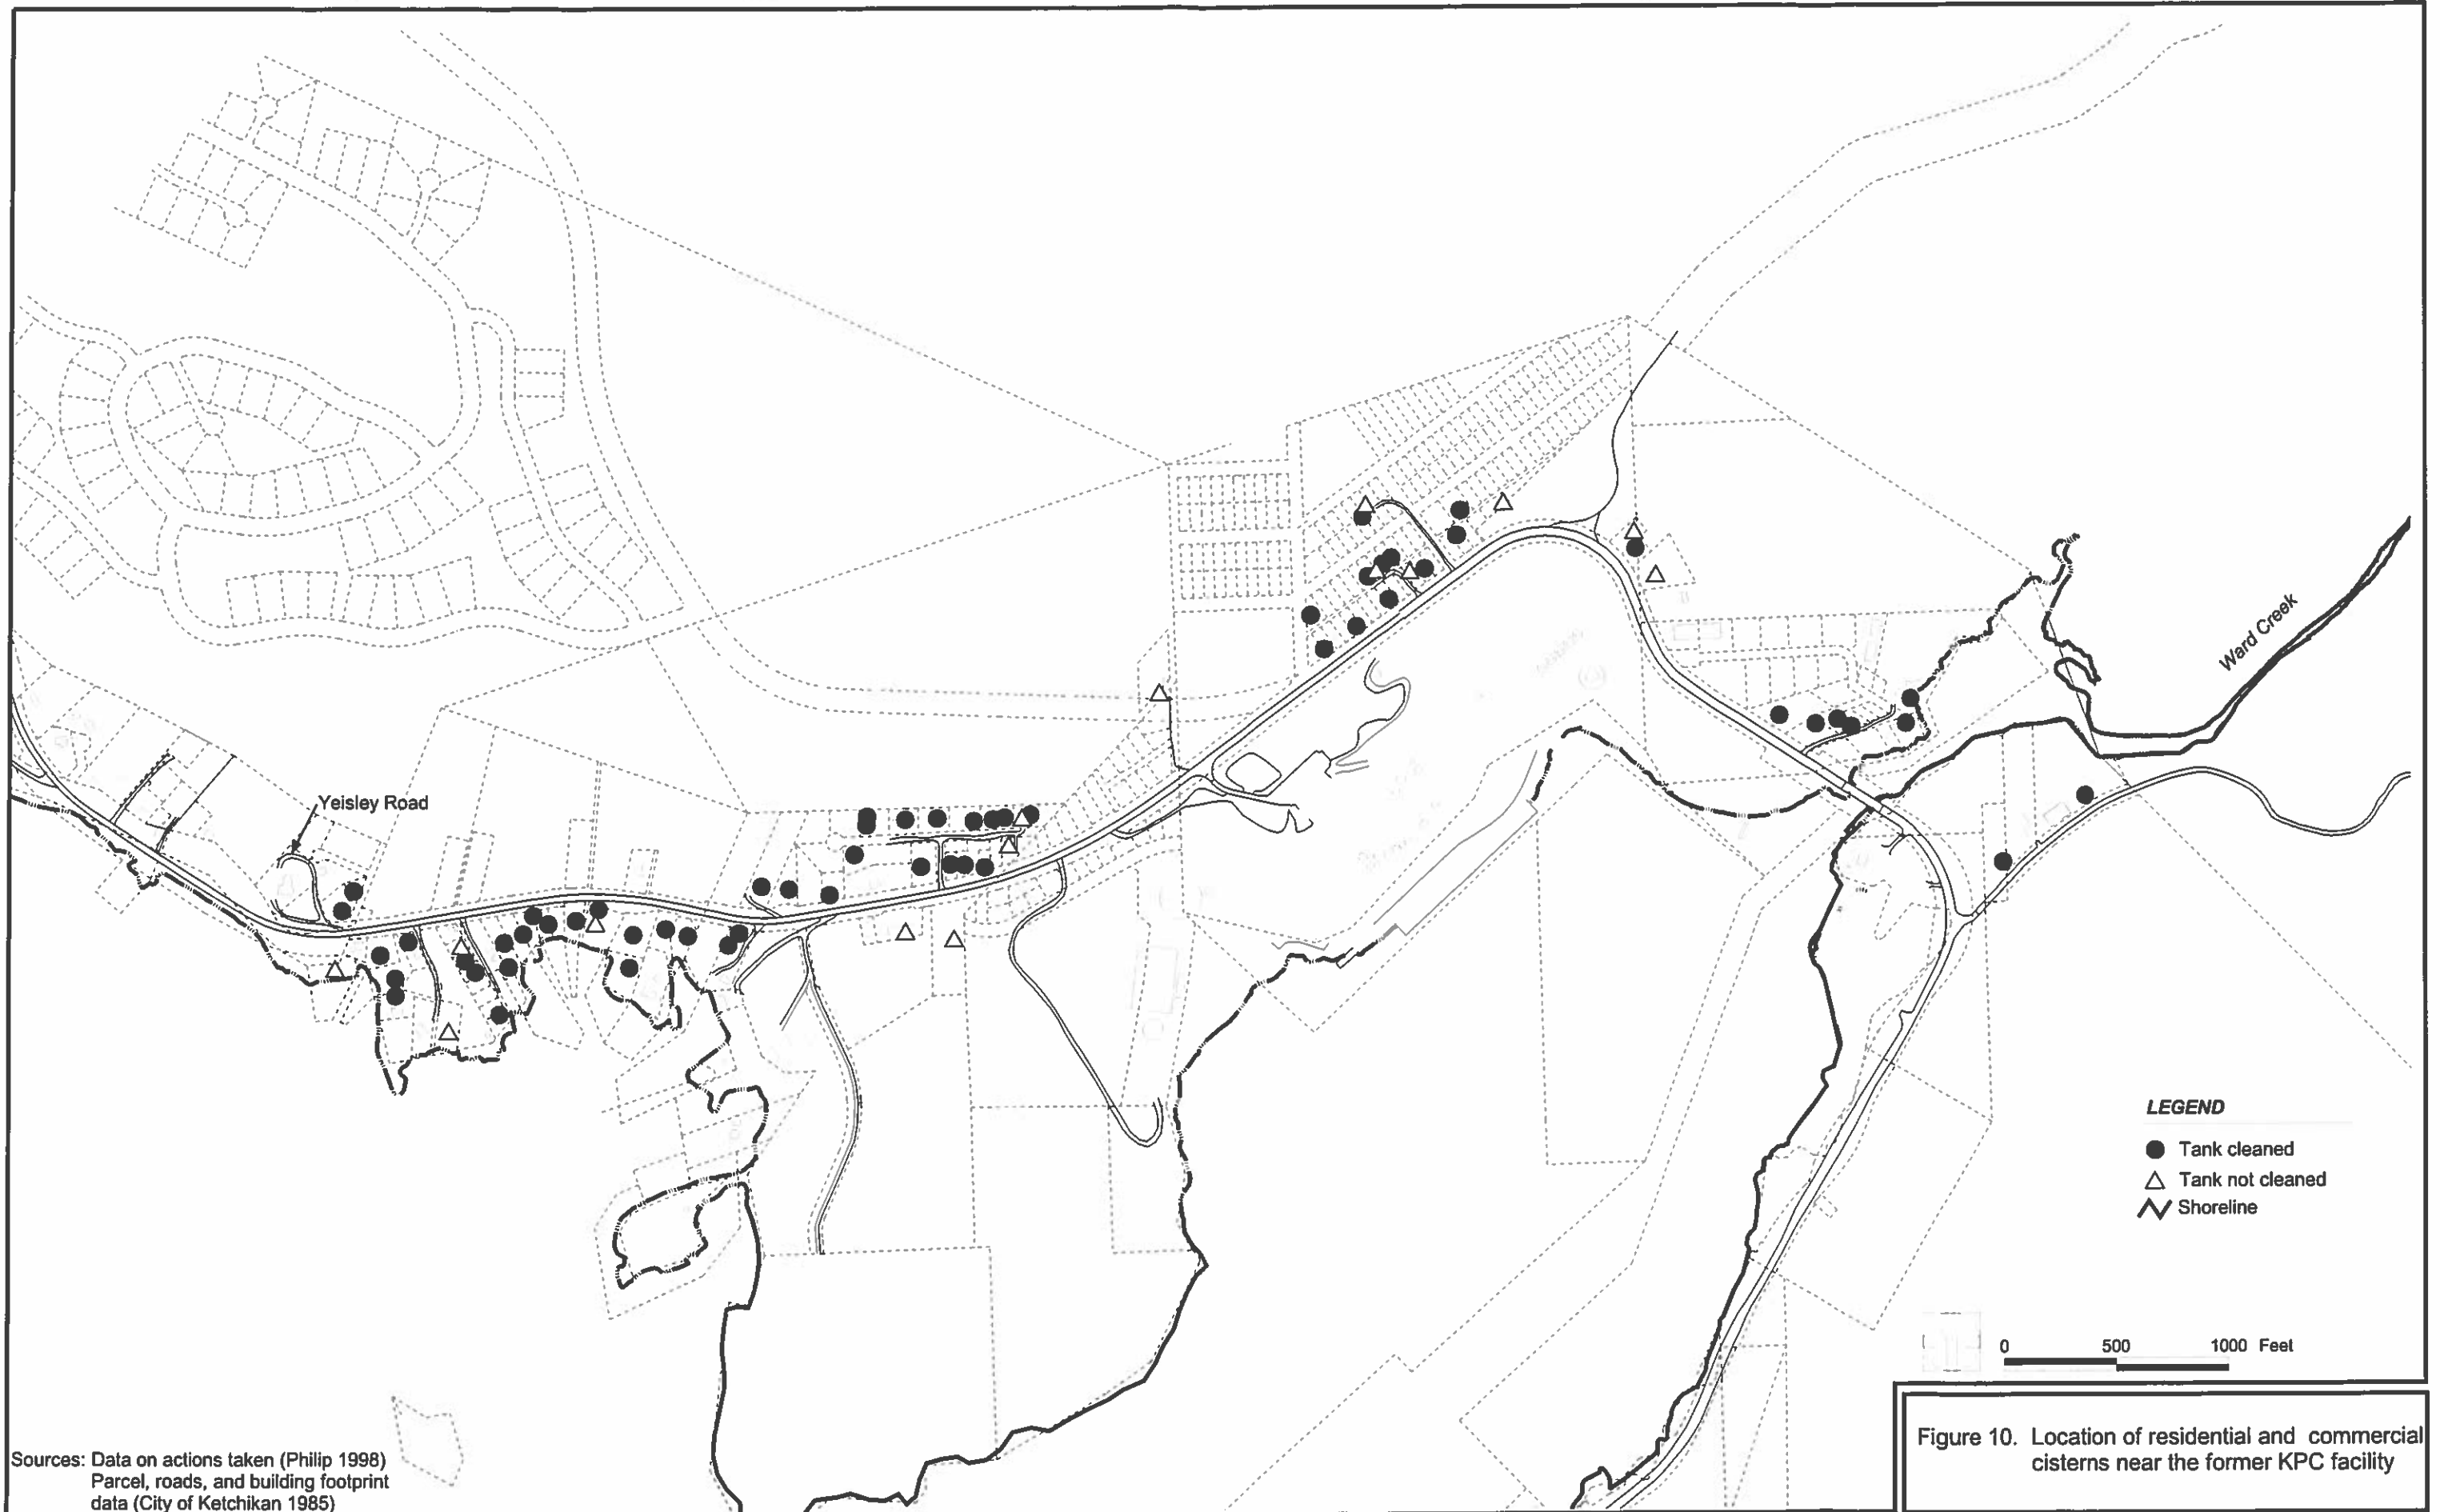 Yeisley Road
Ward Creek
LEGEND
Tank cleaned
Tank not cleaned
Shoreline
0 500 1000 Feet
Figure 10. Location of residential and commercial
cisterns near the former KPC facility
Sources: Data on actions taken (Philip 1998)
Parcel, roads, and building footprint
data (City of Ketchikan 1985)